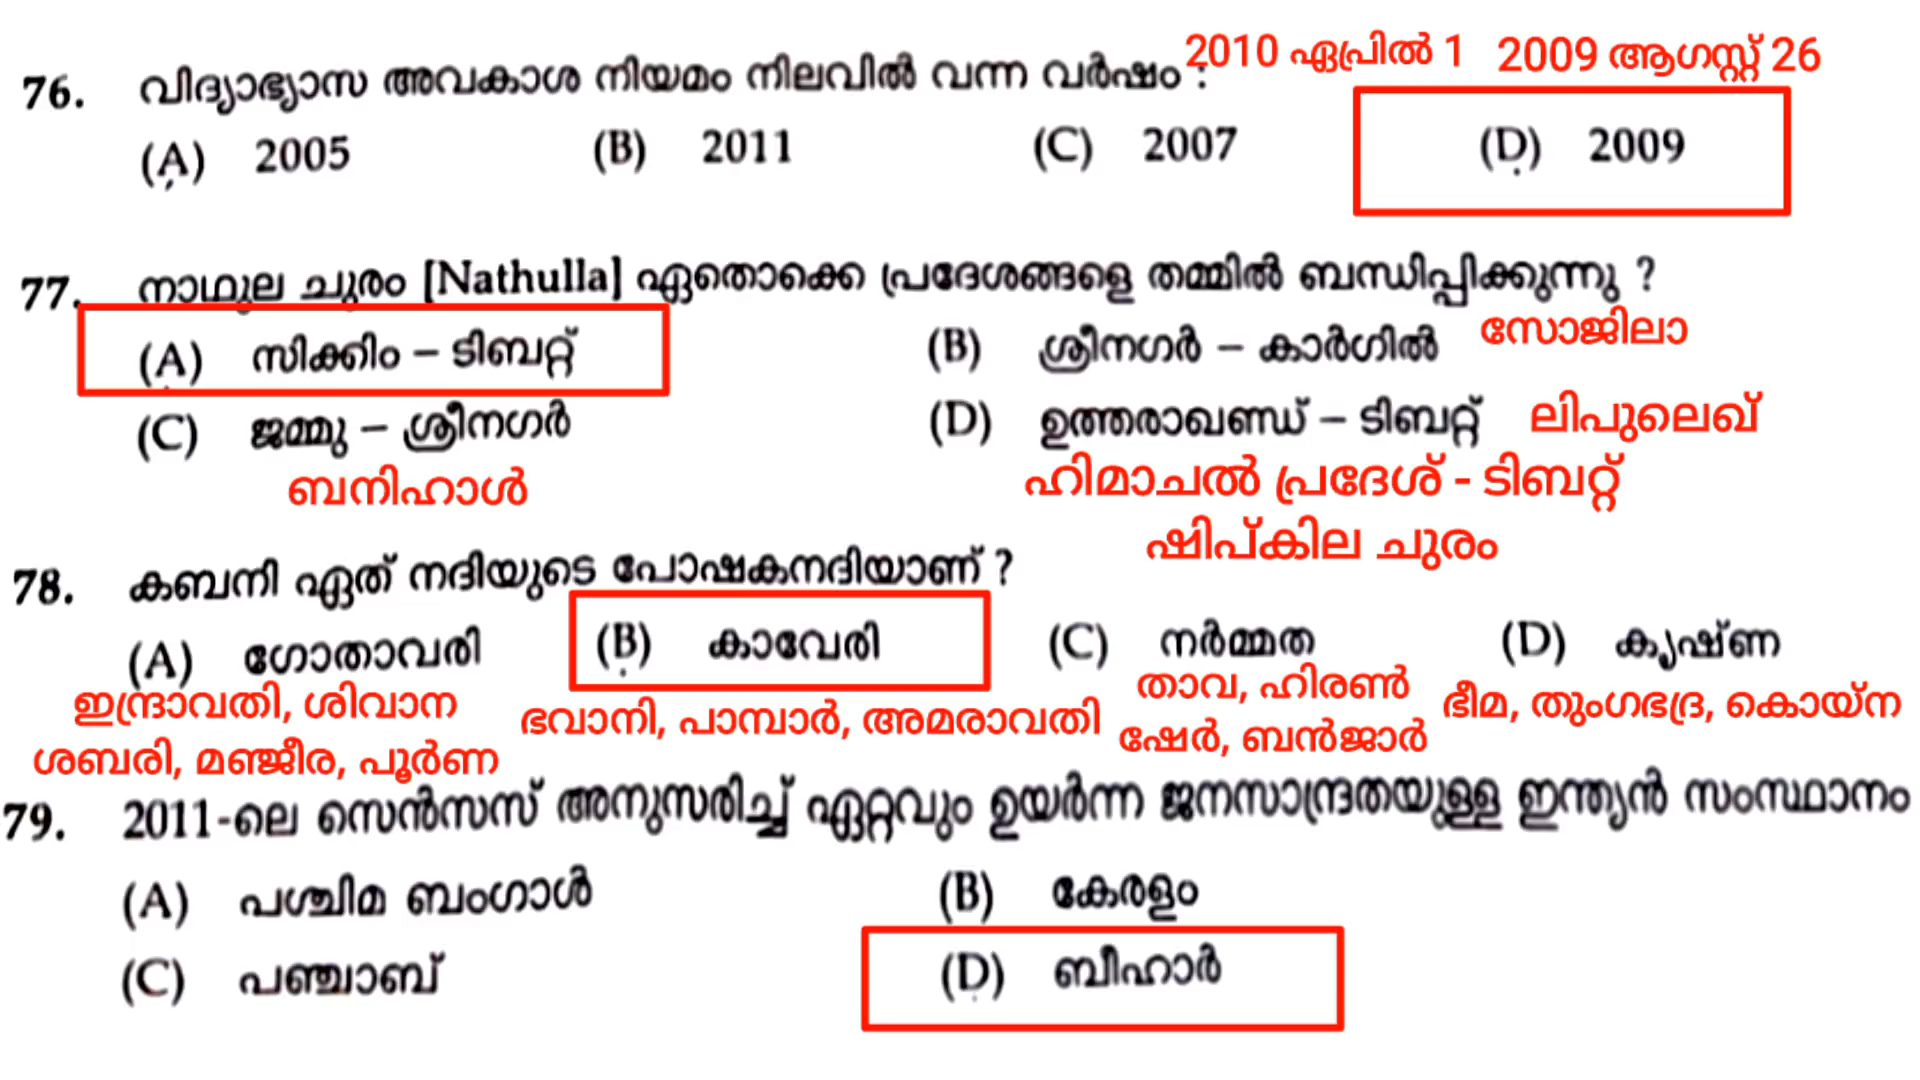 2010 ഏപ്രിൽ 1 2009 ആഗസ്റ്റ് 26
76. വിദ്യാഭ്യാസ അവകാശ നിയമം നിലവിൽ വന്ന വർഷം :
(A) 2005 (B) 2011 (C) 2007 (D) 2009
77. നാഥുല ചുരം [Nathulla] ഏതൊക്കെ പ്രദേശങ്ങളെ തമ്മിൽ ബന്ധിപ്പിക്കുന്നു ?
(A) സിക്കിം – ടിബറ്റ് (B) ശ്രീനഗർ – കാർഗിൽ സോജിലാ
(C) ജമ്മു – ശ്രീനഗർ (D) ഉത്തരാഖണ്ഡ് – ടിബറ്റ് ലിപുലെഖ്
ബനിഹാൾ ഹിമാചൽ പ്രദേശ് - ടിബറ്റ്
ഷിപ്കില ചുരം
78. കബനി ഏത് നദിയുടെ പോഷകനദിയാണ് ?
(A) ഗോതാവരി (B) കാവേരി (C) നർമ്മത (D) കൃഷ്ണ
ഇന്ദ്രാവതി, ശിവാന ഭവാനി, പാമ്പാർ, അമരാവതി താവ, ഹിരൺ ഭീമ, തുംഗഭദ്ര, കൊയ്ന
ശബരി, മഞ്ജീര, പൂർണ ഷേർ, ബൻജാർ
79. 2011-ലെ സെൻസസ് അനുസരിച്ച് ഏറ്റവും ഉയർന്ന ജനസാന്ദ്രതയുള്ള ഇന്ത്യൻ സംസ്ഥാനം
(A) പശ്ചിമ ബംഗാൾ (B) കേരളം
(C) പഞ്ചാബ് (D) ബീഹാർ